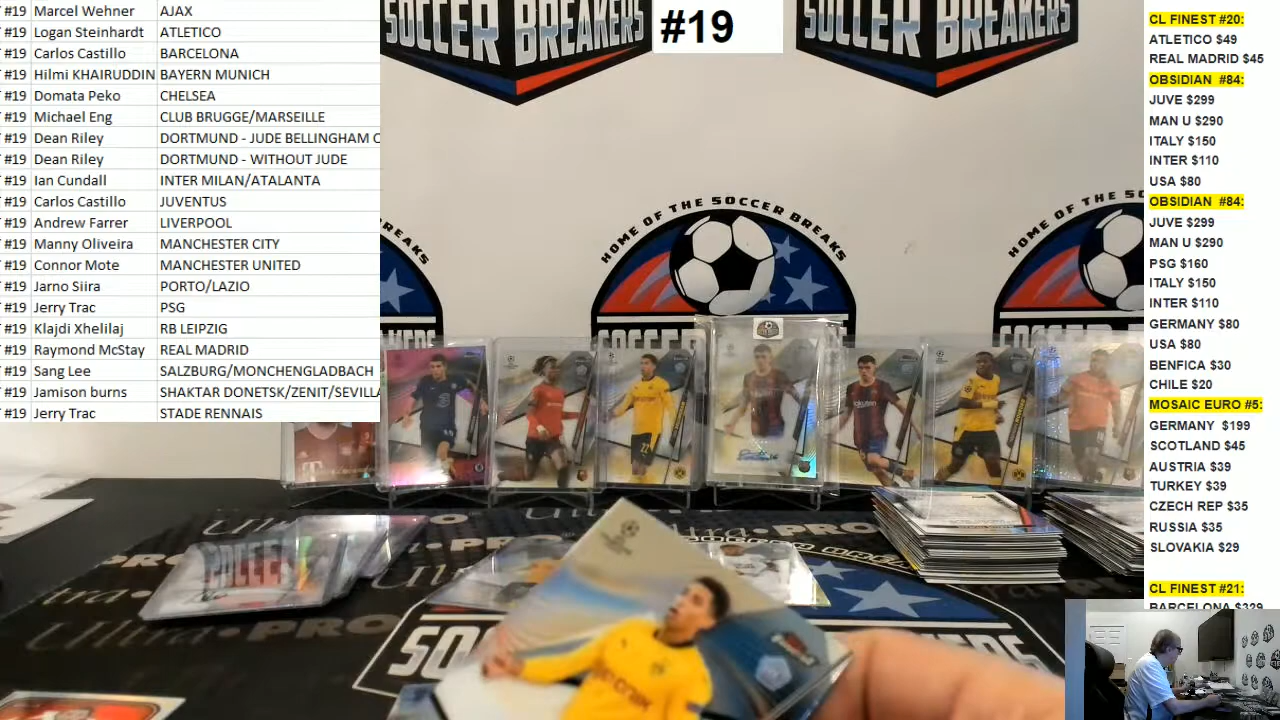 #19 Marcel Wehner AJAX
#19 Logan Steinhardt ATLETICO
#19 Carlos Castillo BARCELONA
#19 Hilmi KHAIRUDDIN BAYERN MUNICH
#19 Domata Peko CHELSEA
#19 Michael Eng CLUB BRUGGE/MARSEILLE
#19 Dean Riley DORTMUND - JUDE BELLINGHAM
#19 Dean Riley DORTMUND - WITHOUT JUDE
#19 Ian Cundall INTER MILAN/ATALANTA
#19 Carlos Castillo JUVENTUS
#19 Andrew Farrer LIVERPOOL
#19 Manny Oliveira MANCHESTER CITY
#19 Connor Mote MANCHESTER UNITED
#19 Jarno Siira PORTO/LAZIO
#19 Jerry Trac PSG
#19 Klajdi Xhelilaj RB LEIPZIG
#19 Raymond McStay REAL MADRID
#19 Sang Lee SALZBURG/MONCHENGLADBACH
#19 Jamison burns SHAKTAR DONETSK/ZENIT/SEVILLA
#19 Jerry Trac STADE RENNAIS
SOCCER BREAKERS
#19
SOCCER BREAKERS
HOME OF THE SOCCER BREAKS
HOME OF THE SOCCER
BREAKS
Rakuten
PRO
Ultra PRO
CL FINEST #20:
ATLETICO $49
REAL MADRID $45
OBSIDIAN #84:
JUVE $299
MAN U $290
ITALY $150
INTER $110
USA $80
OBSIDIAN #84:
JUVE $299
MAN U $290
PSG $160
ITALY $150
INTER $110
GERMANY $80
USA $80
BENFICA $30
CHILE $20
MOSAIC EURO #5:
GERMANY $199
SCOTLAND $45
AUSTRIA $39
TURKEY $39
CZECH REP $35
RUSSIA $35
SLOVAKIA $29
CL FINEST #21:
BARCELONA $329